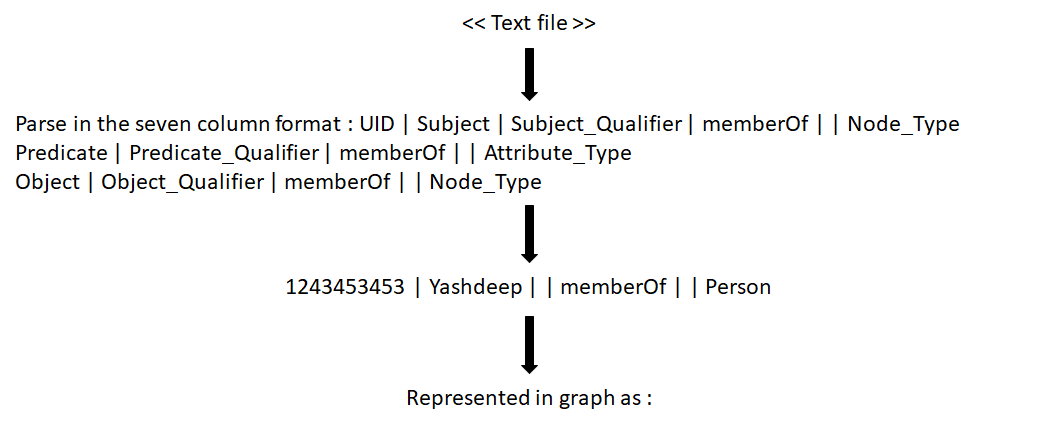 << Text file >>
Parse in the seven column format : UID | Subject | Subject_Qualifier | memberOf | | Node_Type
Predicate | Predicate_Qualifier | memberOf | | Attribute_Type
Object | Object_Qualifier | memberOf | | Node_Type
1243453453 | Yashdeep | | memberOf | | Person
Represented in graph as :